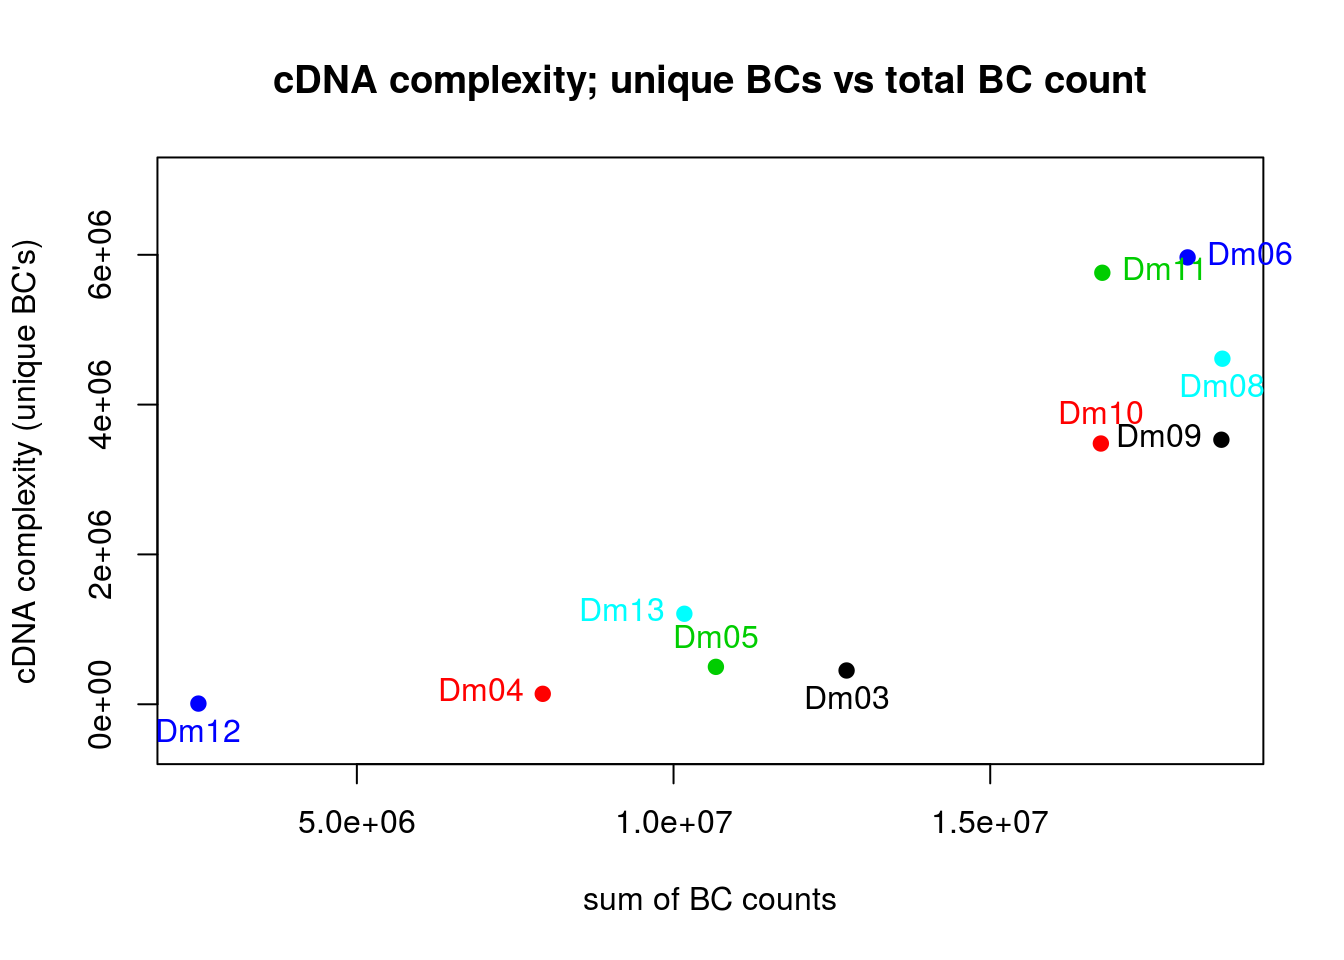 cDNA complexity; unique BCs vs total BC count
cDNA complexity (unique BC's)
6e+06
4e+06
2e+06
0e+00
Dm06
Dm11
Dm08
Dm10
Dm09
Dm13
Dm05
Dm04
Dm03
Dm12
5.0e+06
1.0e+07
1.5e+07
sum of BC counts